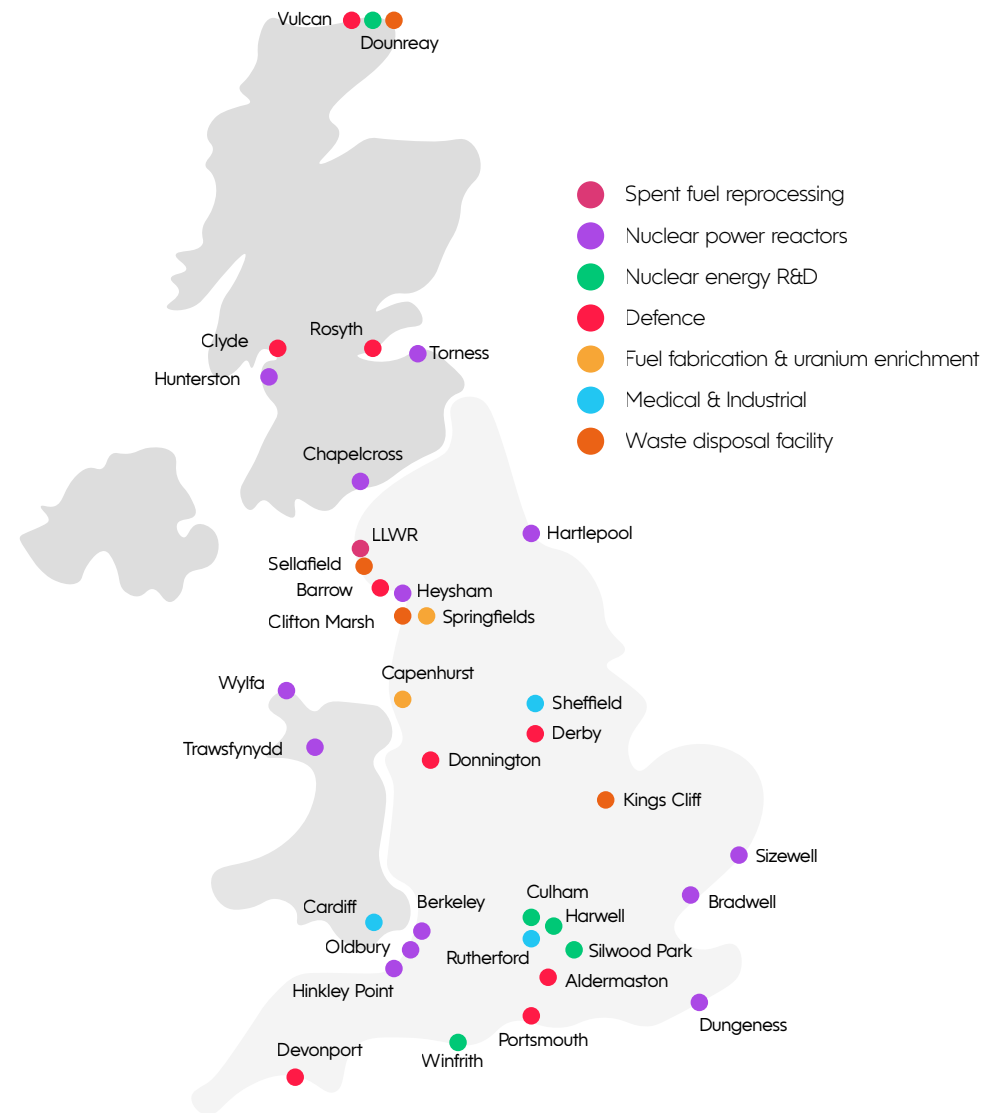 Vulcan
Dounreay
Spent fuel reprocessing
Nuclear power reactors
Nuclear energy R&D
Defence
Fuel fabrication & uranium enrichment
Medical & Industrial
Waste disposal facility
Clyde
Rosyth
Torness
Hunterston
Chapelcross
LLWR
Hartlepool
Sellafield
Barrow
Heysham
Clifton Marsh
Springfields
Capenhurst
Wylfa
Sheffield
Derby
Trawsfynydd
Donnington
Kings Cliff
Sizewell
Culham
Berkeley
Bradwell
Cardiff
Harwell
Oldbury
Rutherford
Silwood Park
Hinkley Point
Aldermaston
Dungeness
Portsmouth
Devonport
Winfrith